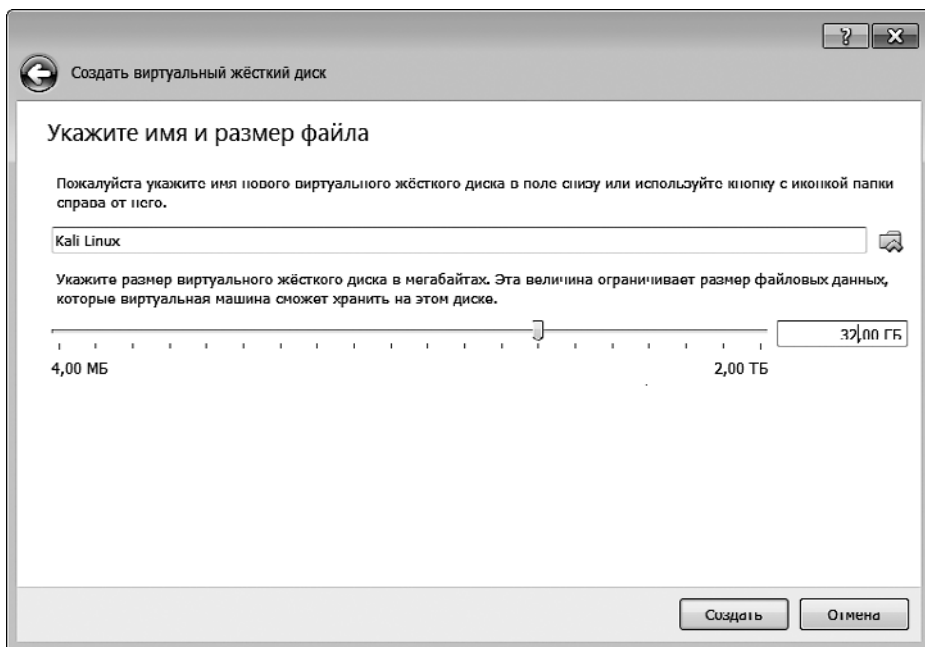 ?
Создать виртуальный жёсткий диск
Укажите имя и размер файла
Пожалуйста укажите имя нового виртуального жёсткого диска в поле снизу или используйте кнопку с иконкой папки
справа от него.
Kali Linux
Укажите размер виртуального жёсткого диска в мегабайтах. Эта величина ограничивает размер файловых данных,
которые виртуальная машина сможет хранить на этом диске.
32,00 ГБ
4,00 МБ 2,00 ТБ
Создать Отмена